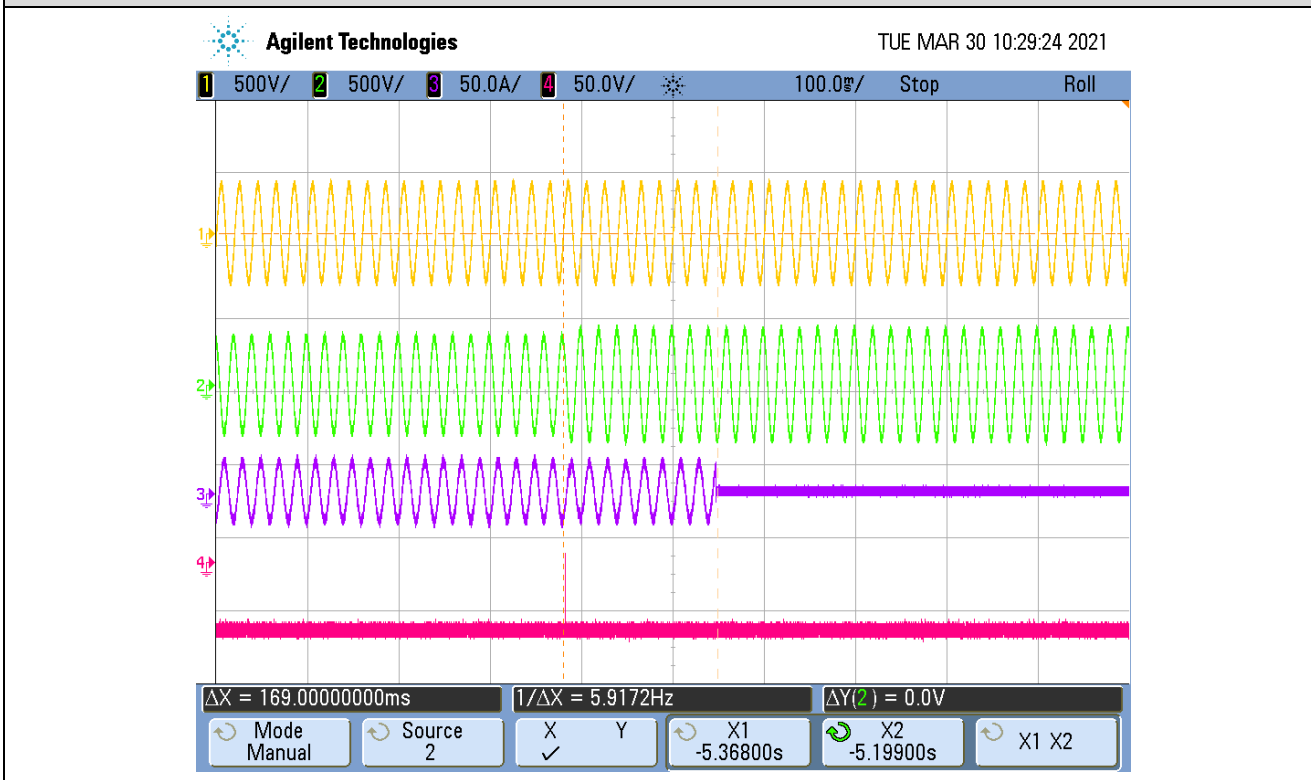 Agilent Technologies
TUE MAR 30 10:29:24 2021
1 500V/ 2 500V/ 3 50.0A/ 4 50.0V/ 100.0ms/ Stop Roll
1
2
3
4
ΔX = 169.00000000ms 1/ΔX = 5.9172Hz ΔY(2) = 0.0V
Mode Source X Y X1 X2 X1 X2
Manual 2 ✓ -5.36800s -5.19900s